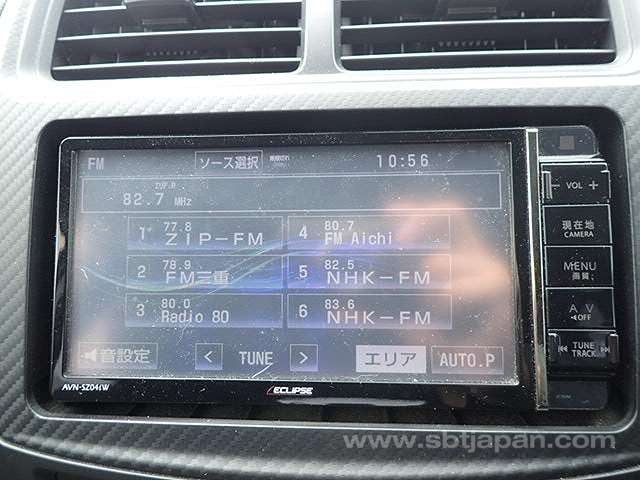 FM ソース選択 10:56
82.7 MHz
1 77.8 ZIP-FM
4 80.7 FM Aichi
2 78.9 FM三重
5 82.5 NHK-FM
3 80.0 Radio 80
6 83.6 NHK-FM
音設定 < TUNE > エリア AUTO.P
AVN-SZ04iW
ECLIPSE
− VOL +
現在地
CAMERA
MENU
画質
A V
OFF
TUNE
TRACK
www.sbtjapan.com